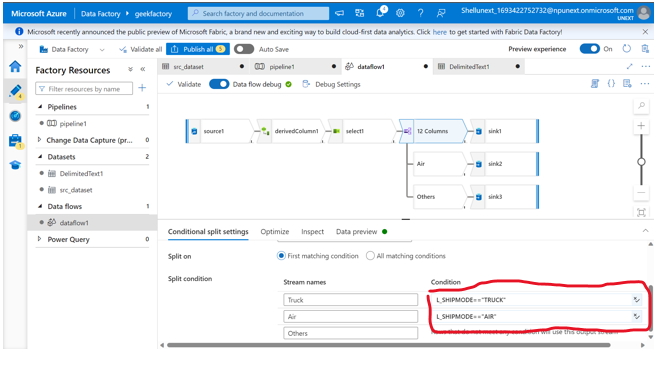 Microsoft Azure | Data Factory ▸ geekfactory
Search factory and documentation
4
Shellunext_1693422752732@npunext.onmicrosoft.com
UNEXT
Microsoft recently announced the public preview of Microsoft Fabric, a brand new and exciting way to build cloud-first data analytics. Click here to get started with Fabric Data Factory!
Data Factory
Validate all
Publish all 5
Auto Save
Preview experience
On
Factory Resources
Filter resources by name
Pipelines 1
pipeline1
Change Data Capture (pr... 0
Datasets 2
DelimitedText1
src_dataset
Data flows 1
dataflow1
Power Query 0
src_dataset
pipeline1
dataflow1
DelimitedText1
Validate
Data flow debug
Debug Settings
source1
derivedColumn1
select1
12 Columns
sink1
Air
sink2
Others
sink3
Conditional split settings
Optimize
Inspect
Data preview
Split on
First matching condition
All matching conditions
Split condition
Stream names
Condition
Truck
L_SHIPMODE=="TRUCK"
Air
L_SHIPMODE=="AIR"
Others
that do not meet any condition will use this output